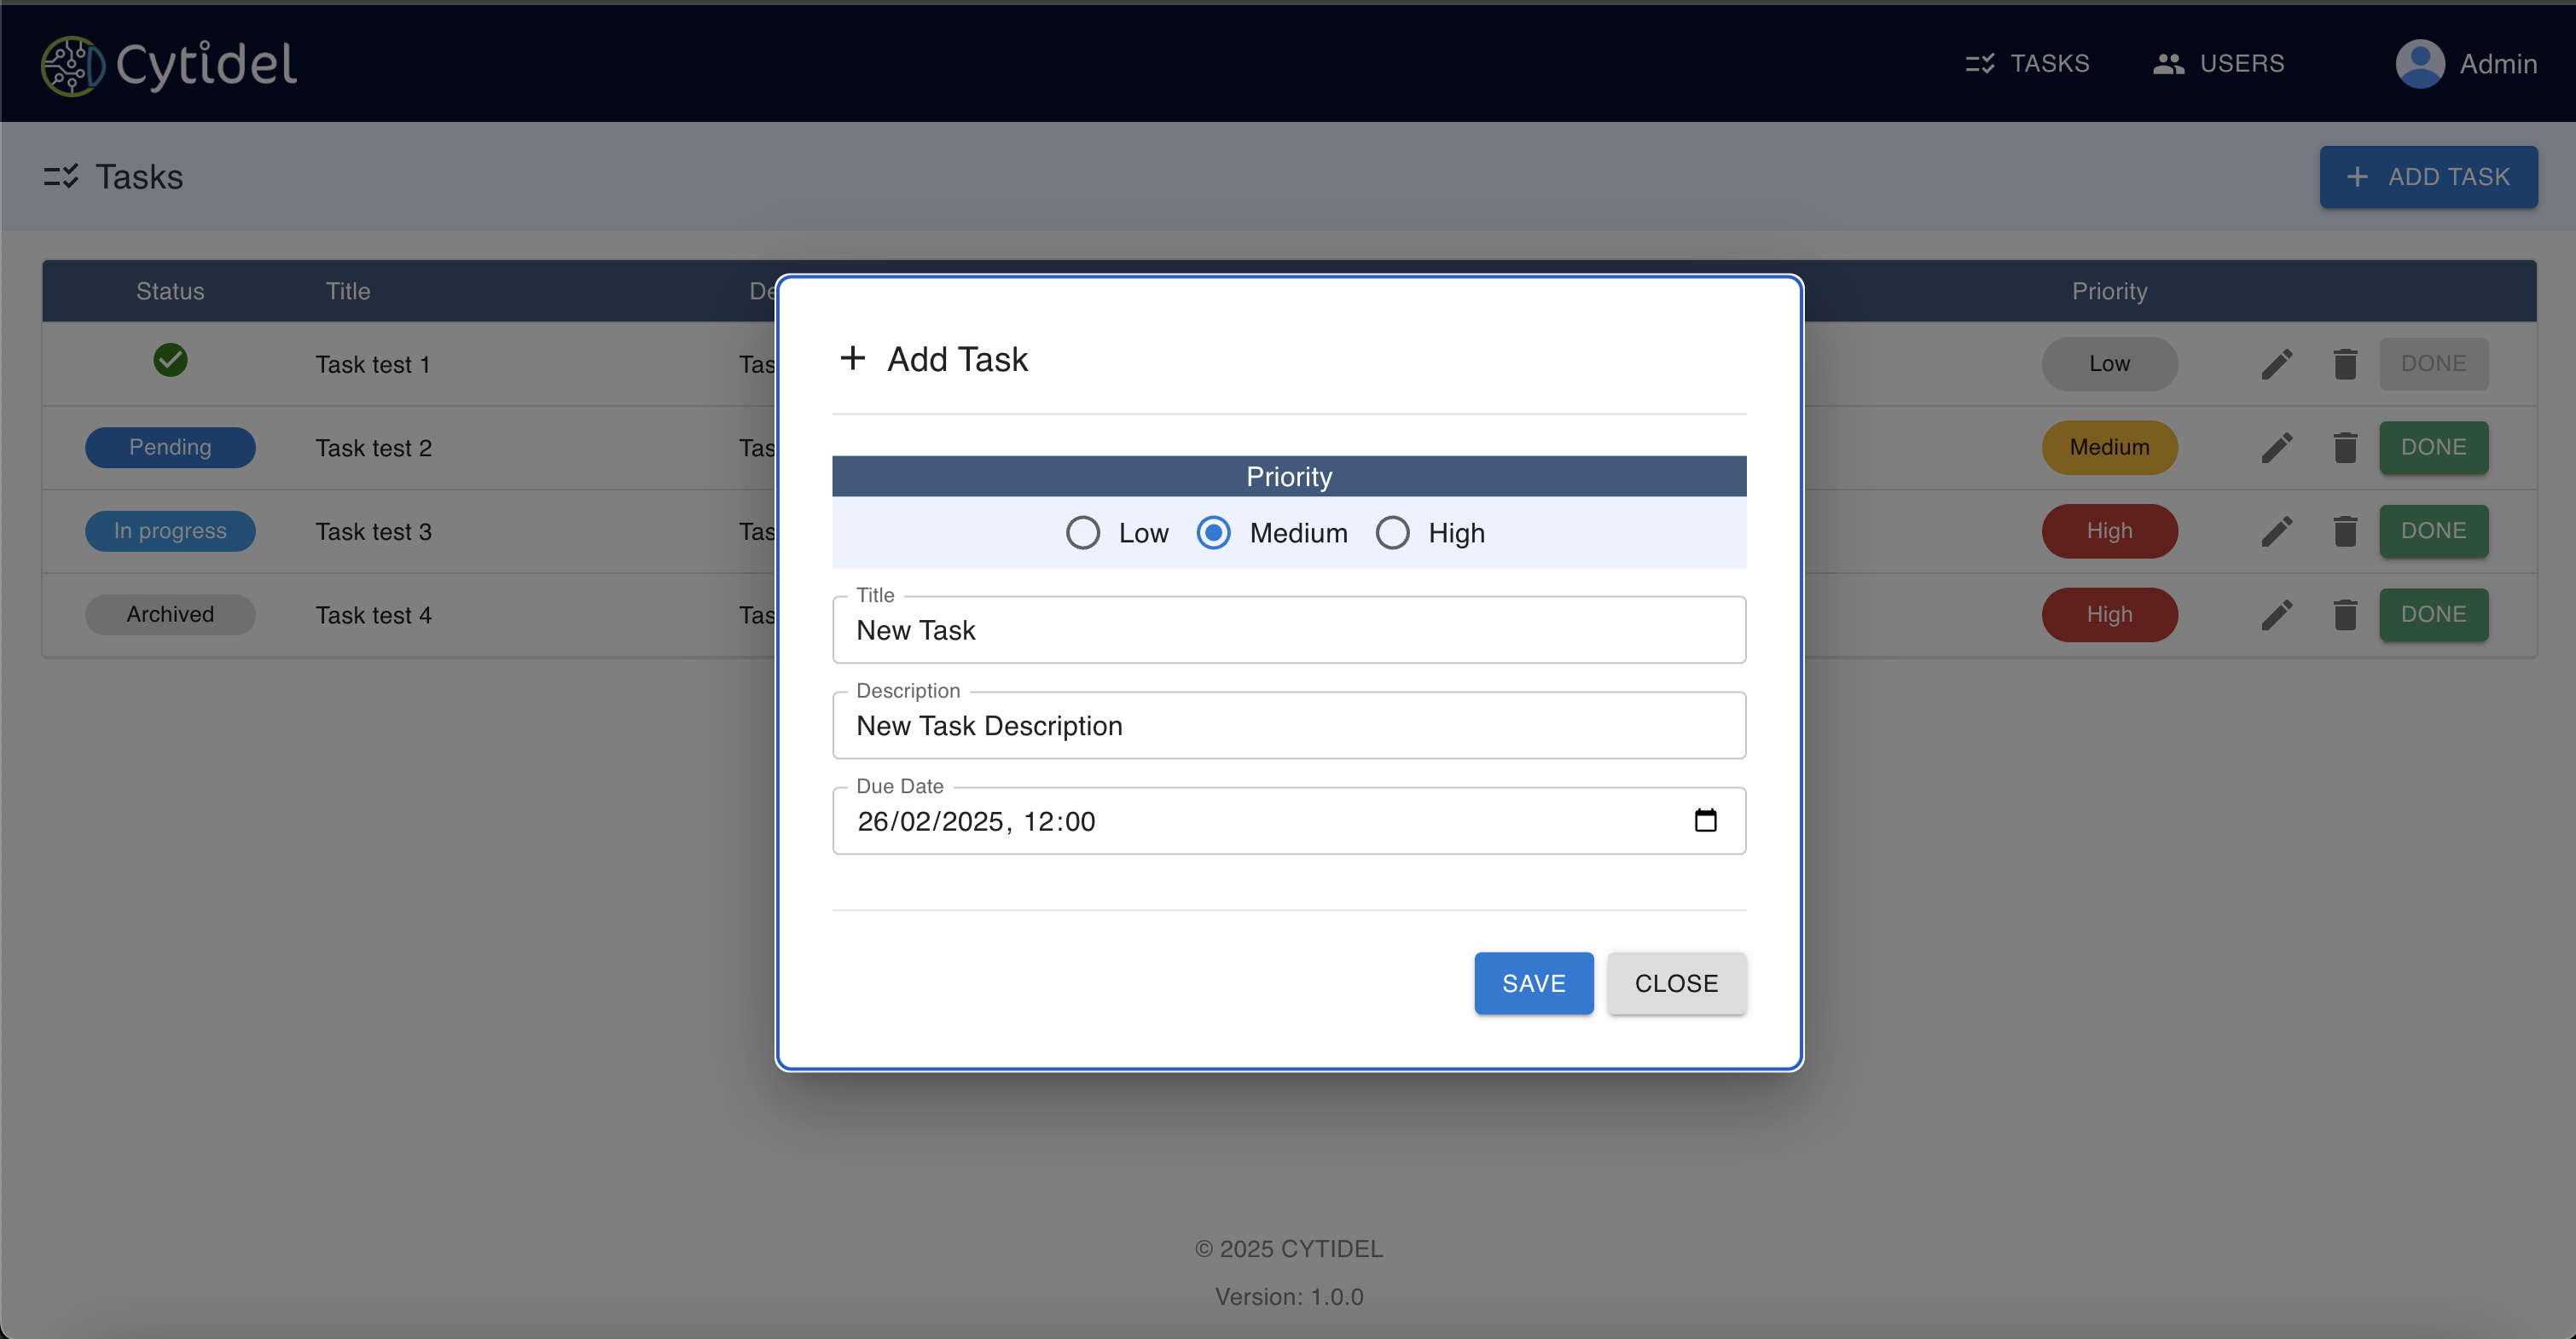 Cytidel
TASKS USERS Admin
Tasks
ADD TASK
Status Title De Priority
Task test 1 Tas Low DONE
Pending Task test 2 Tas Medium DONE
In progress Task test 3 Tas High DONE
Archived Task test 4 Tas High DONE
Add Task
Priority
Low Medium High
Title
New Task
Description
New Task Description
Due Date
26/02/2025, 12:00
SAVE CLOSE
© 2025 CYTIDEL
Version: 1.0.0